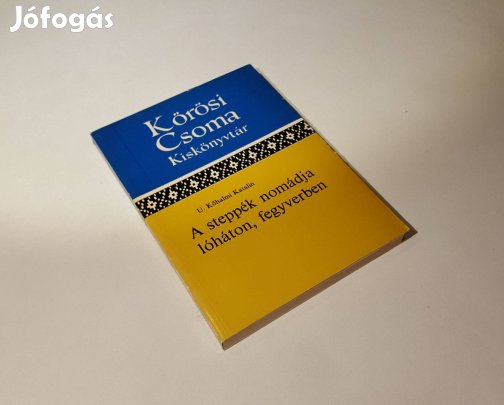 Jófogás
Kőrösi
Csoma
Kiskönyvtár
U. Kőhalmi Katalin
A steppék nomádja
lóháton, fegyverben